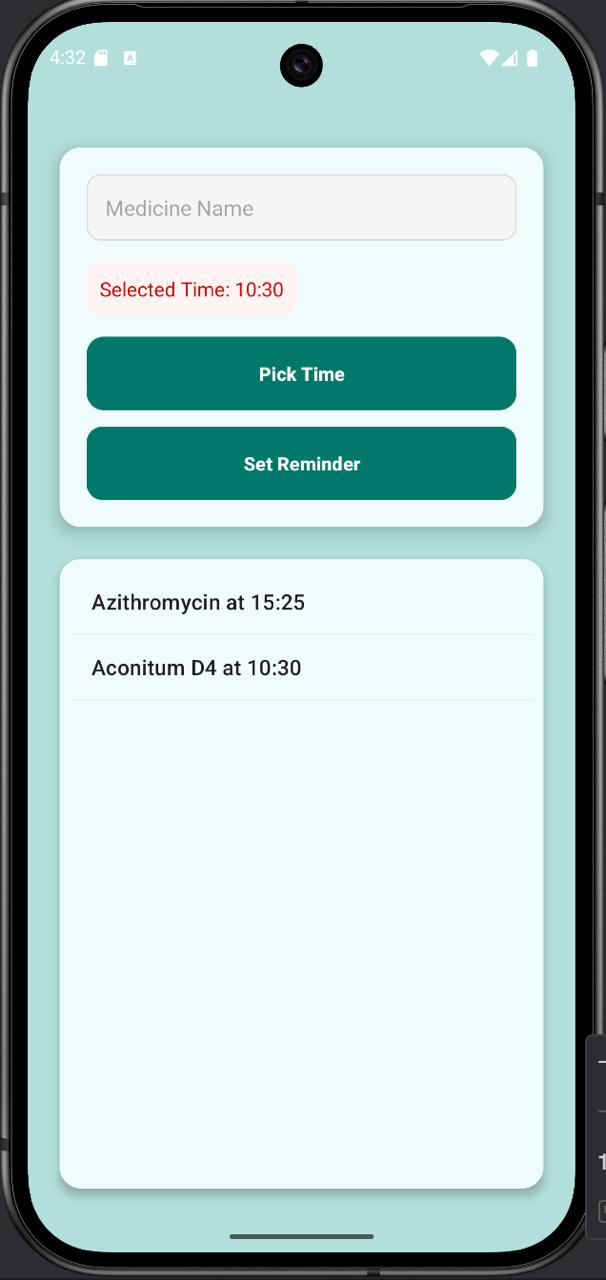 4:32
Medicine Name
Selected Time: 10:30
Pick Time
Set Reminder
Azithromycin at 15:25
Aconitum D4 at 10:30